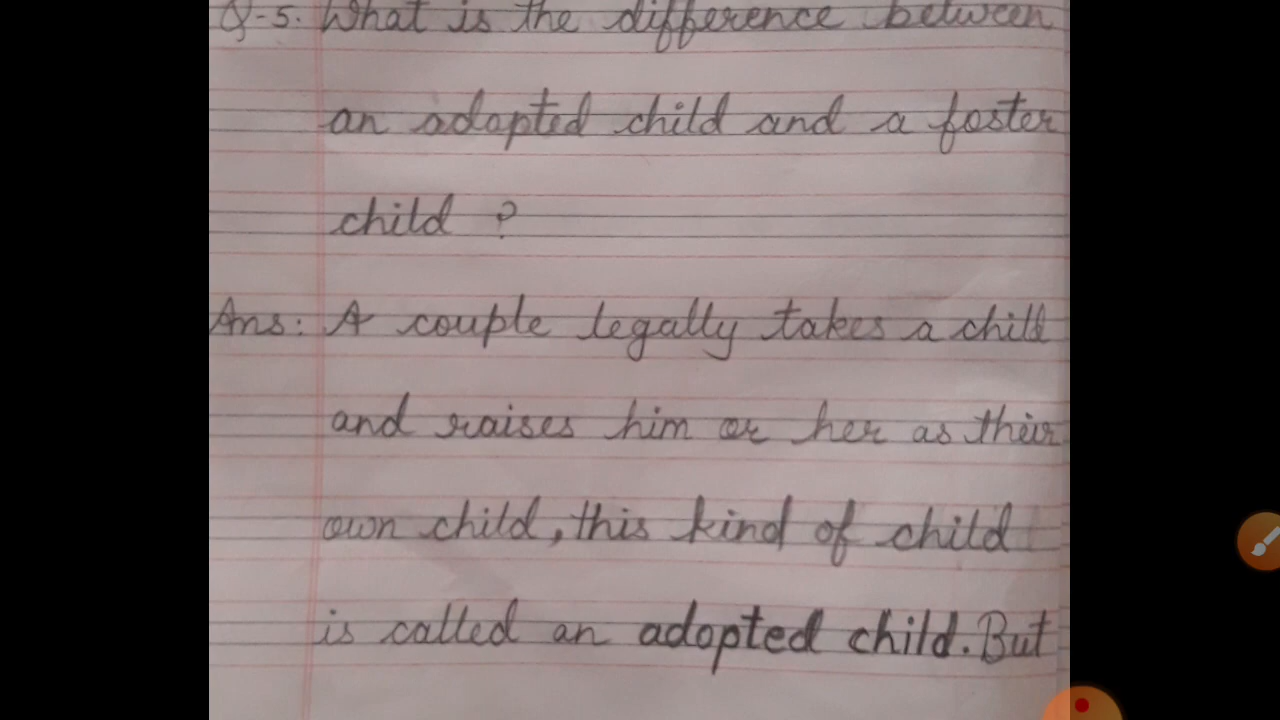 Q-5. What is the difference between
an adopted child and a foster
child ?
Ans: A couple legally takes a child
and raises him or her as their
own child, this kind of child
is called an adopted child. But